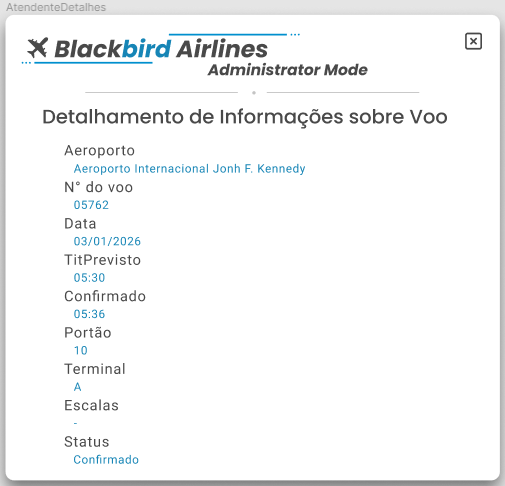 AtendenteDetalhes
Blackbird Airlines
Administrator Mode
Detalhamento de Informações sobre Voo
Aeroporto
Aeroporto Internacional Jonh F. Kennedy
N° do voo
05762
Data
03/01/2026
TitPrevisto
05:30
Confirmado
05:36
Portão
10
Terminal
A
Escalas
-
Status
Confirmado